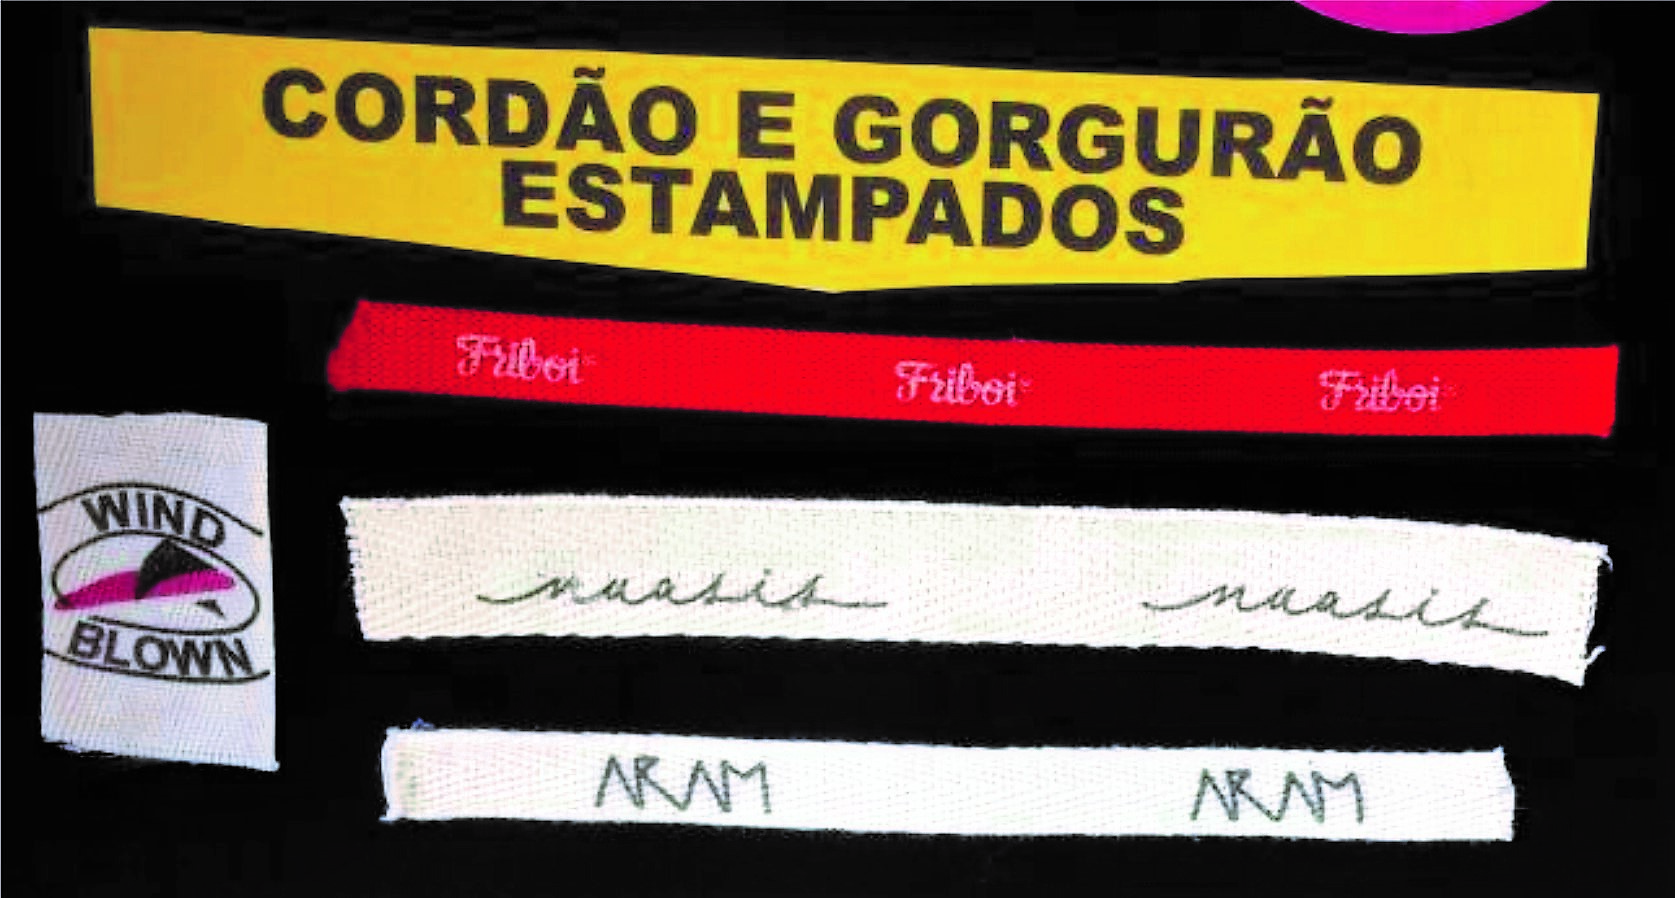 CORDÃO E GORGURÃO
ESTAMPADOS
Friboi Friboi Friboi
WIND
BLOWN
nuasis nuasis
ARAM ARAM